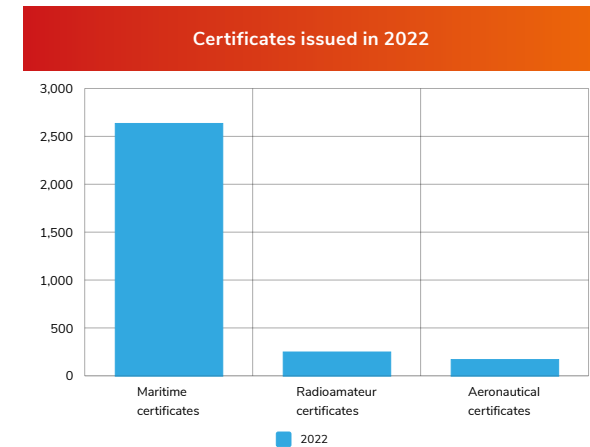 Certificates issued in 2022
3,000
2,500
2,000
1,500
1,000
500
0
Maritime
certificates
Radioamateur
certificates
Aeronautical
certificates
2022